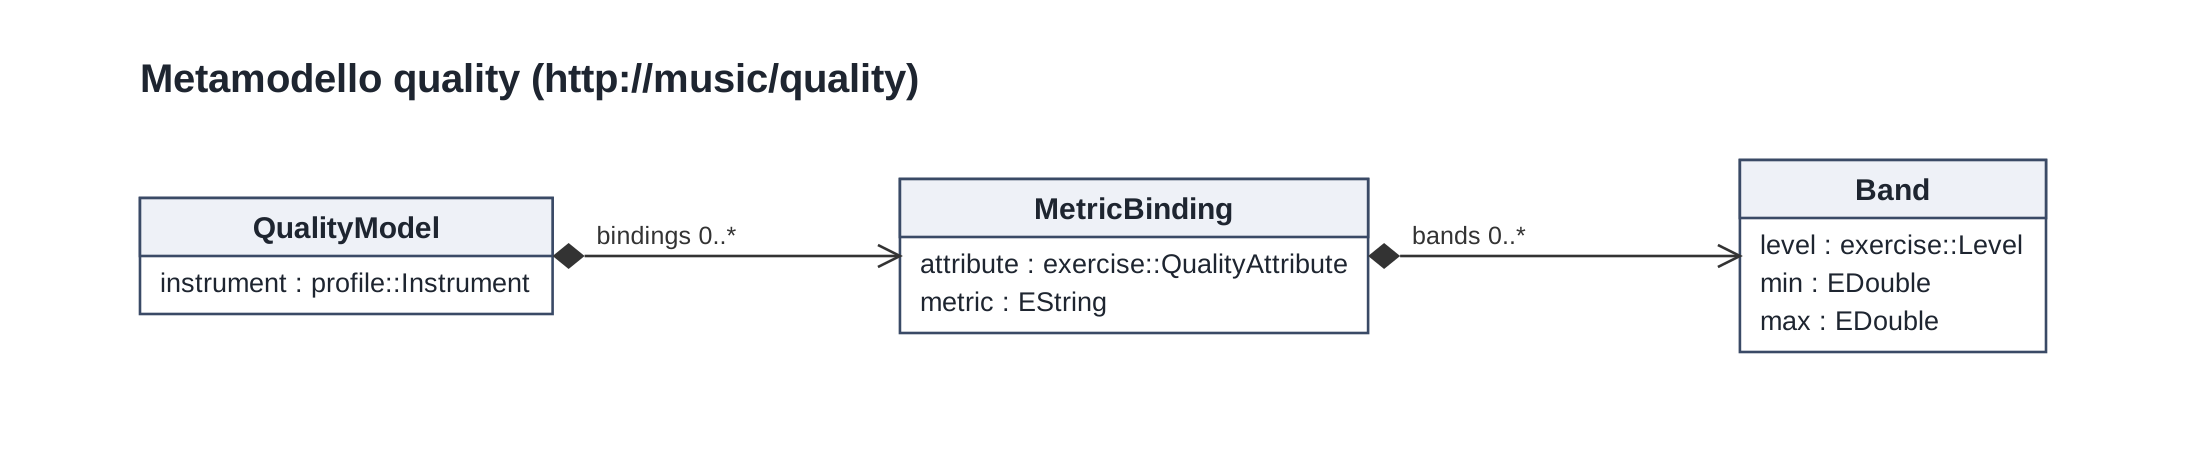 Metamodello quality (http://music/quality)
QualityModel
instrument : profile::Instrument
bindings 0..*
MetricBinding
attribute : exercise::QualityAttribute
metric : EString
bands 0..*
Band
level : exercise::Level
min : EDouble
max : EDouble